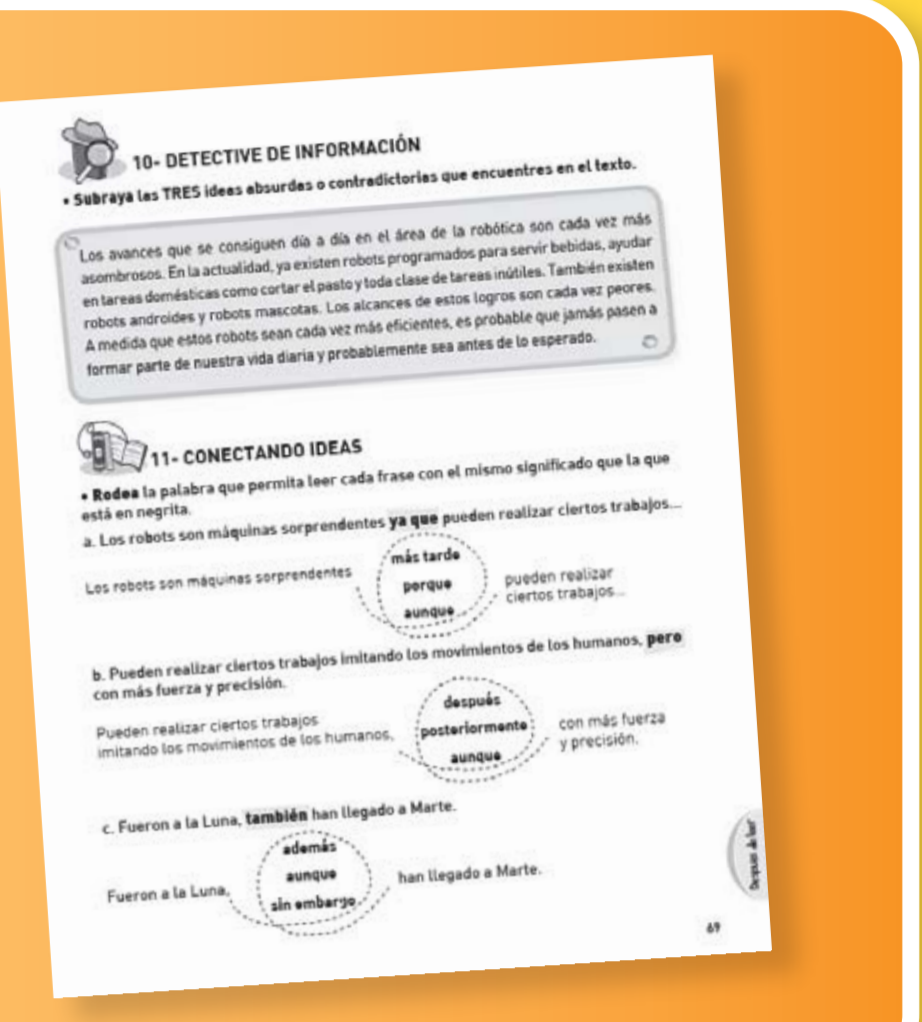 10- DETECTIVE DE INFORMACIÓN
• Subraya las TRES ideas absurdas o contradictorias que encuentres en el texto.
Los avances que se consiguen día a día en el área de la robótica son cada vez más
asombrosos. En la actualidad, ya existen robots programados para servir bebidas, ayudar
en tareas domésticas como cortar el pasto y toda clase de tareas inútiles. También existen
robots androides y robots mascotas. Los alcances de estos logros son cada vez peores.
A medida que estos robots sean cada vez más eficientes, es probable que jamás pasen a
formar parte de nuestra vida diaria y probablemente sea antes de lo esperado.
11- CONECTANDO IDEAS
• Rodea la palabra que permita leer cada frase con el mismo significado que la que
está en negrita.
a. Los robots son máquinas sorprendentes ya que pueden realizar ciertos trabajos...
Los robots son máquinas sorprendentes
más tarde
porque
aunque
pueden realizar
ciertos trabajos...
b. Pueden realizar ciertos trabajos imitando los movimientos de los humanos, pero
con más fuerza y precisión.
Pueden realizar ciertos trabajos
imitando los movimientos de los humanos,
después
posteriormente
aunque
con más fuerza
y precisión.
c. Fueron a la Luna, también han llegado a Marte.
Fueron a la Luna,
además
aunque
sin embargo
han llegado a Marte.
Después de leer
69